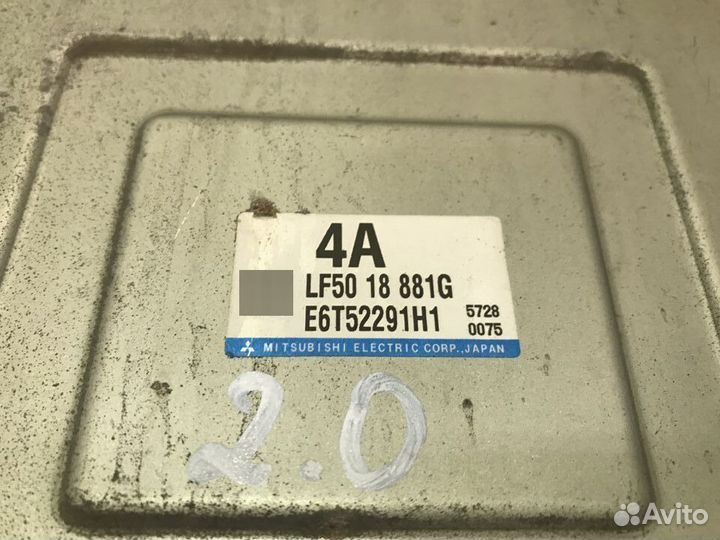 4A
LF50 18 881G
E6T52291H1 5728
0075
MITSUBISHI ELECTRIC CORP., JAPAN
2.0
Avito